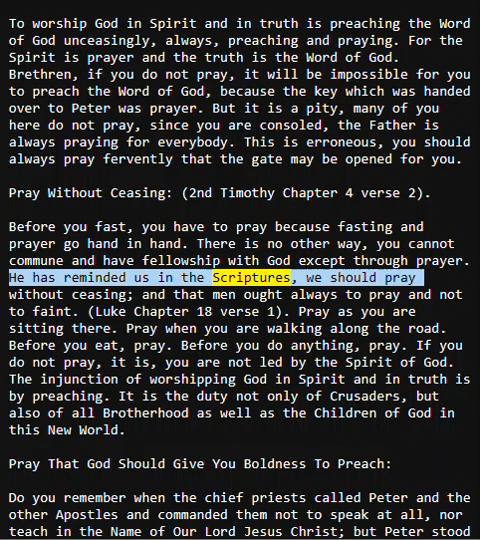 To worship God in Spirit and in truth is preaching the Word
of God unceasingly, always, preaching and praying. For the
Spirit is prayer and the truth is the Word of God.
Brethren, if you do not pray, it will be impossible for you
to preach the Word of God, because the key which was handed
over to Peter was prayer. But it is a pity, many of you
here do not pray, since you are consoled, the Father is
always praying for everybody. This is erroneous, you should
always pray fervently that the gate may be opened for you.
Pray Without Ceasing: (2nd Timothy Chapter 4 verse 2).
Before you fast, you have to pray because fasting and
prayer go hand in hand. There is no other way, you cannot
commune and have fellowship with God except through prayer.
He has reminded us in the Scriptures, we should pray
without ceasing; and that men ought always to pray and not
to faint. (Luke Chapter 18 verse 1). Pray as you are
sitting there. Pray when you are walking along the road.
Before you eat, pray. Before you do anything, pray. If you
do not pray, it is, you are not led by the Spirit of God.
The injunction of worshipping God in Spirit and in truth is
by preaching. It is the duty not only of Crusaders, but
also of all Brotherhood as well as the Children of God in
this New World.
Pray That God Should Give You Boldness To Preach:
Do you remember when the chief priests called Peter and the
other Apostles and commanded them not to speak at all, nor
teach in the Name of Our Lord Jesus Christ; but Peter stood